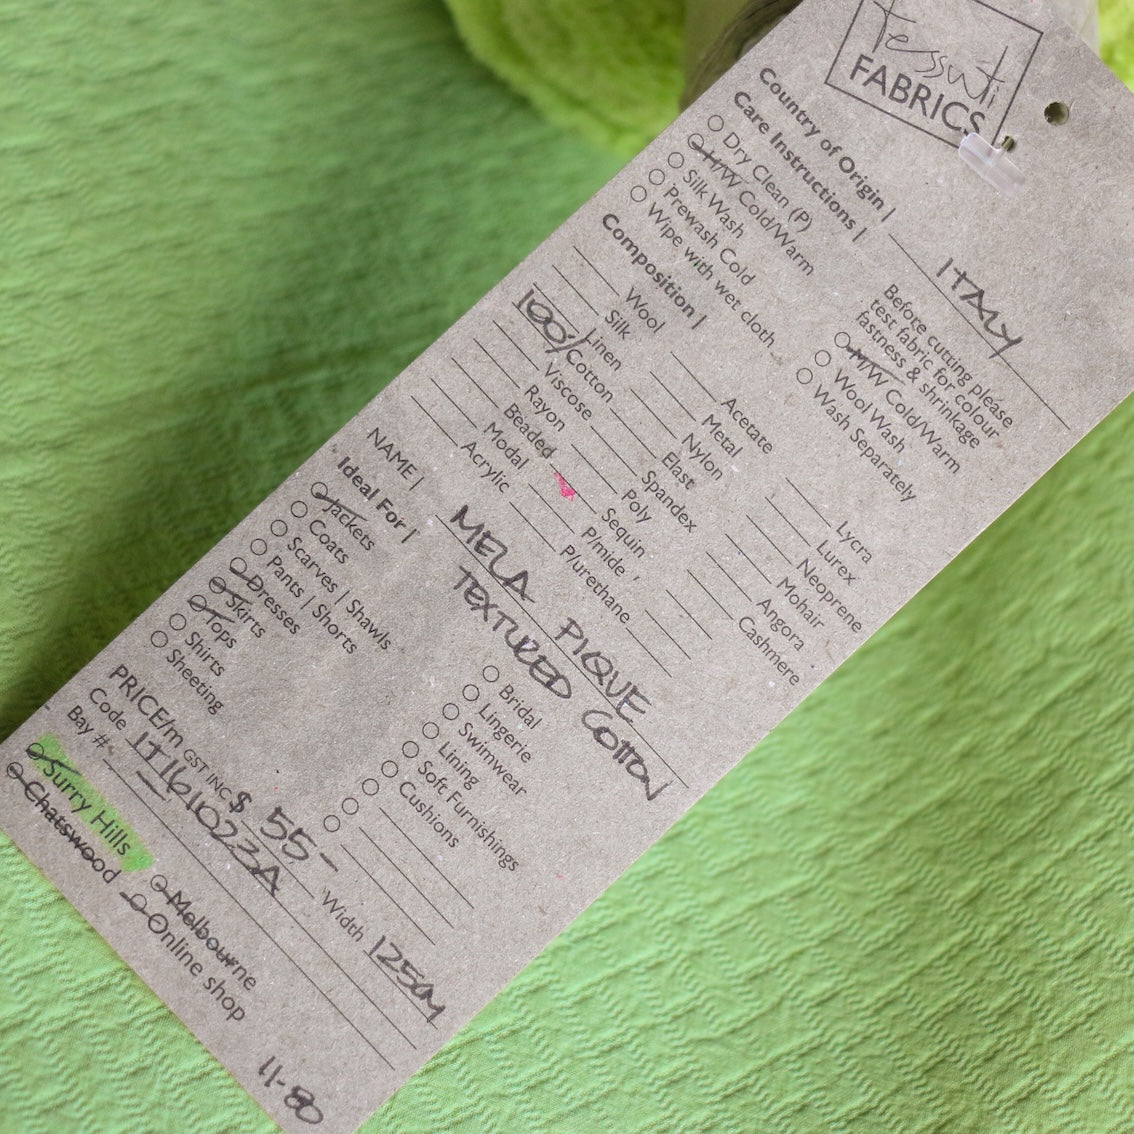 tessuti
FABRICS
Country of Origin | ITALY
Care Instructions |
Dry Clean (P)
H/W Cold/Warm
Silk Wash
Prewash Cold
Wipe with wet cloth
Before cutting please
test fabric for colour
fastness & shrinkage
M/W Cold/Warm
Wool Wash
Wash Separately
Composition |
Wool
Silk
Linen
100% Cotton
Viscose
Rayon
Beaded
Modal
Acrylic
Acetate
Metal
Nylon
Elast
Spandex
Poly
Sequin
P/mide
P/urethane
Lycra
Lurex
Neoprene
Mohair
Angora
Cashmere
NAME | MELA PIQUE
TEXTURED COTTON
Ideal For |
Jackets
Coats
Scarves | Shawls
Pants | Shorts
Dresses
Skirts
Tops
Shirts
Sheeting
Bridal
Lingerie
Swimwear
Lining
Soft Furnishings
Cushions
PRICE/m GST INC $ 55-
Code IT161023A Width 125CM
Bay #
Surry Hills
Chatswood
Melbourne
Online shop
11-80